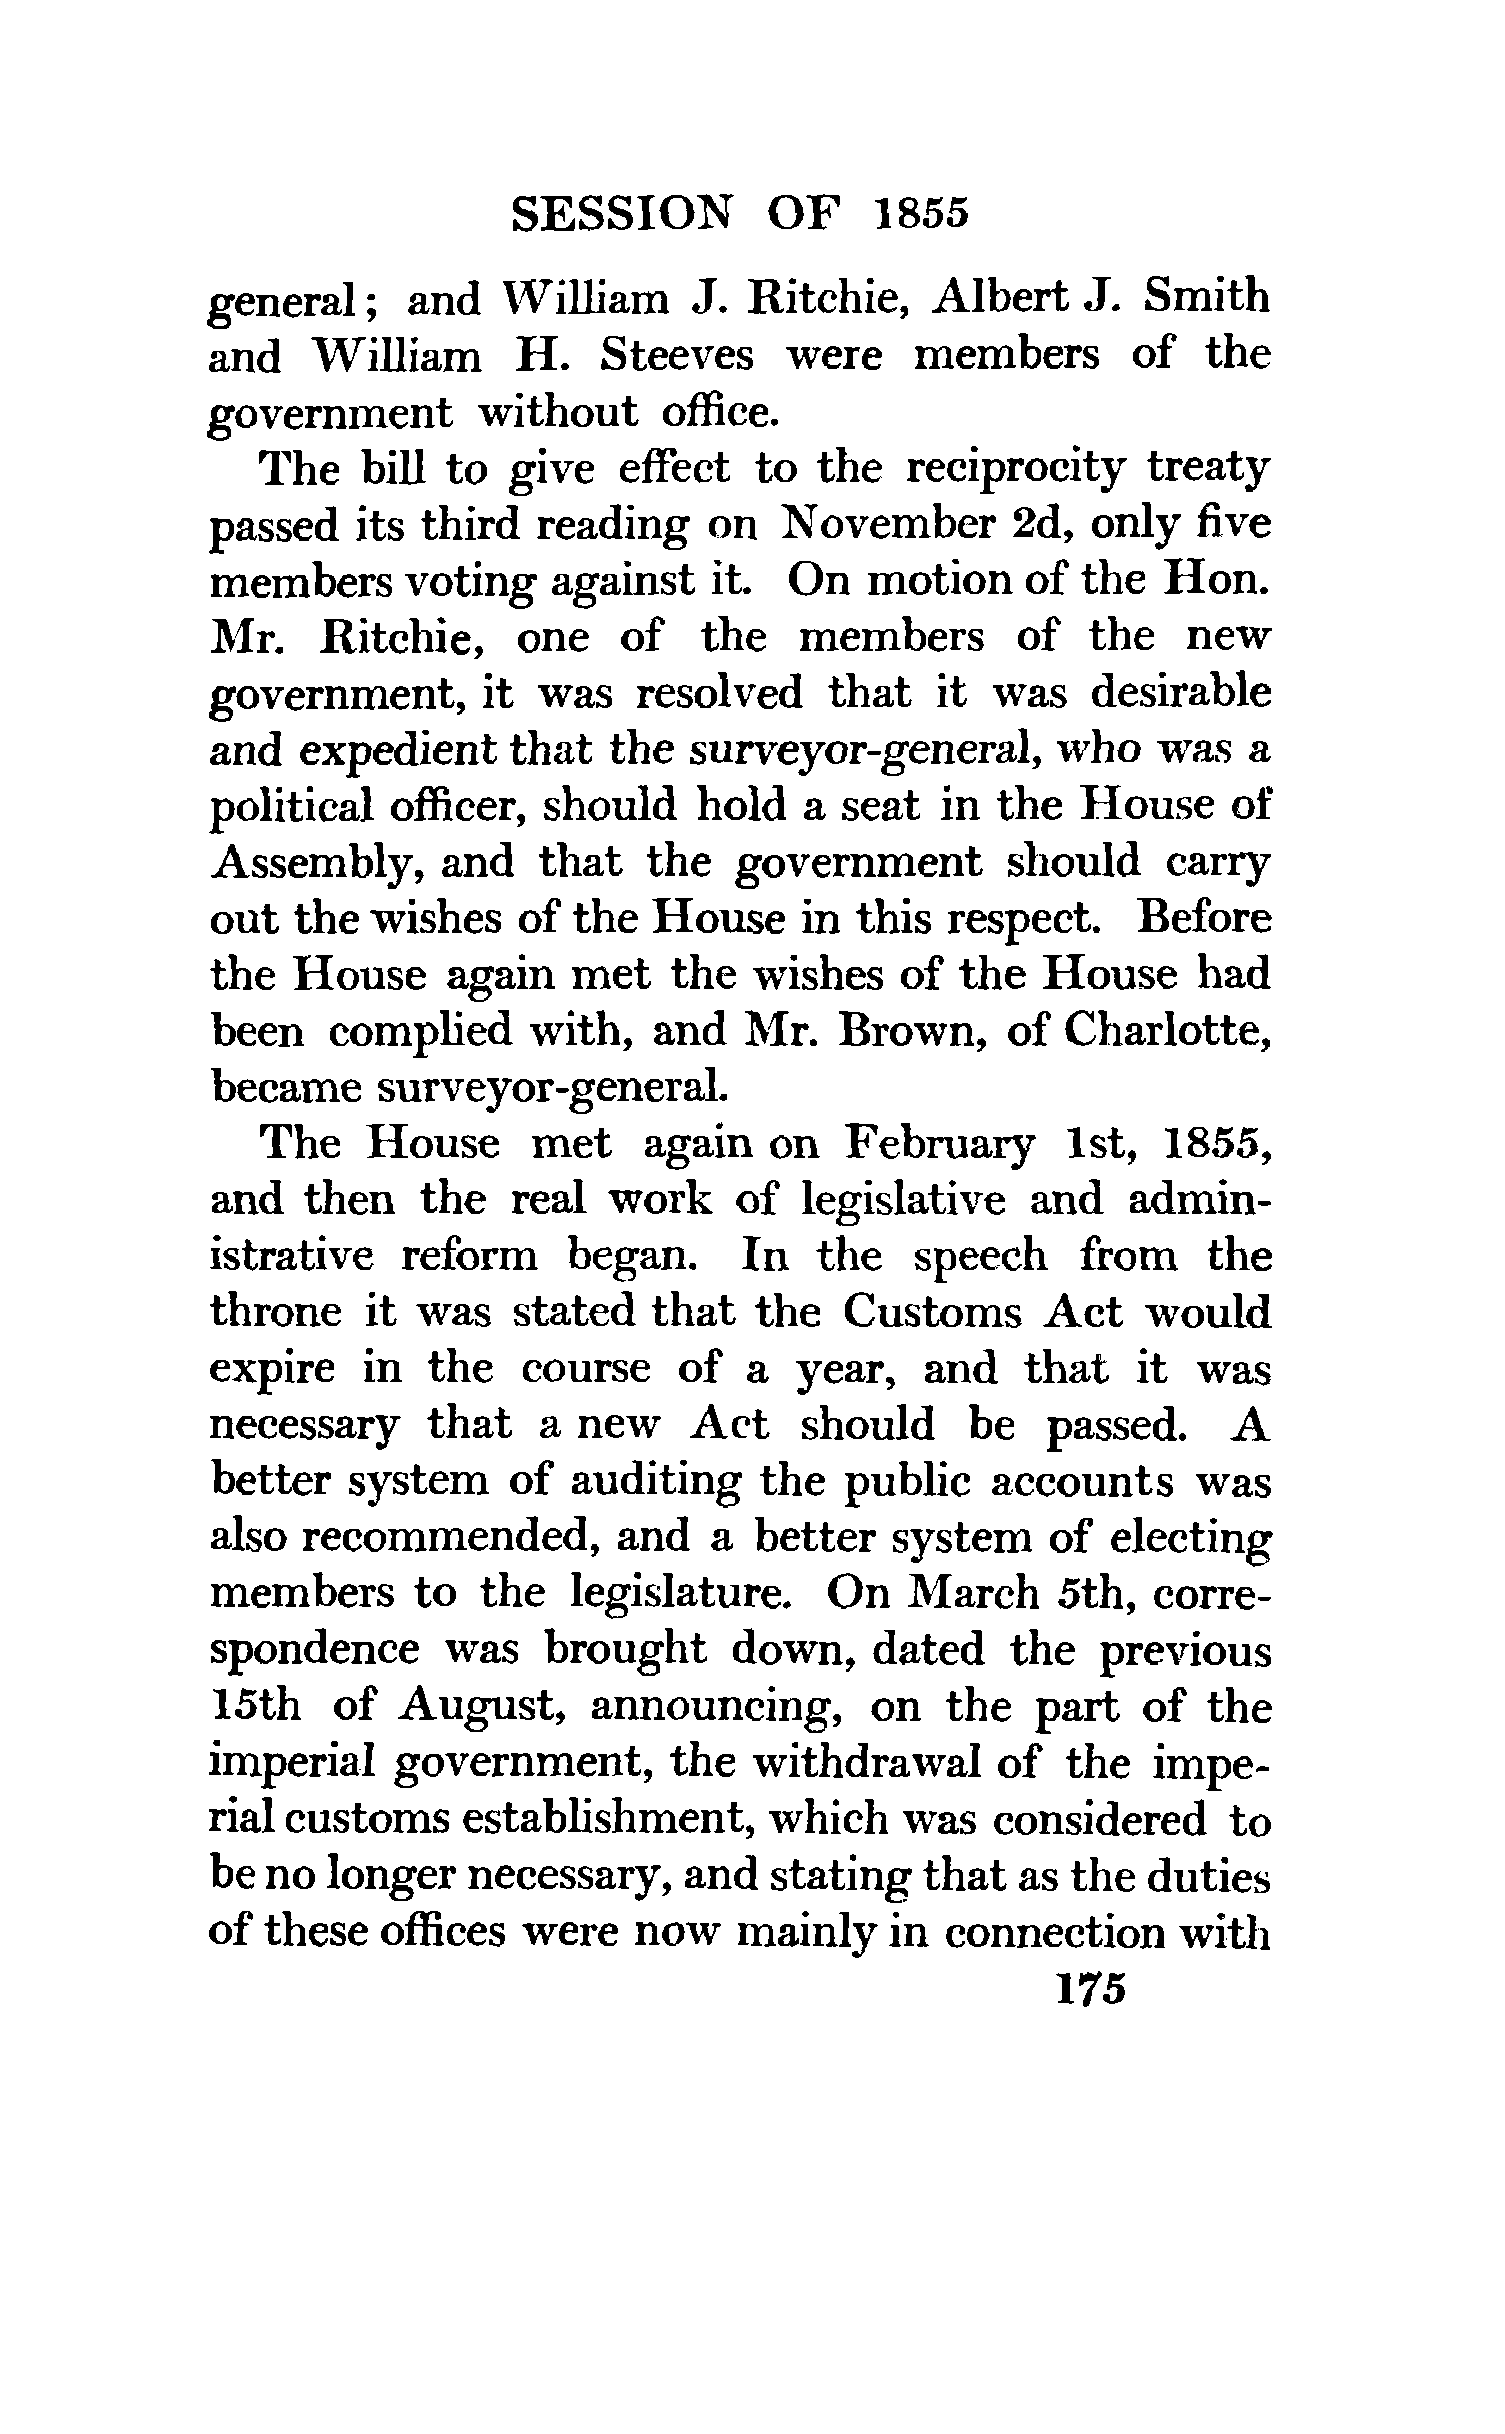 SESSION OF 1855
general; and William J. Ritchie, Albert J. Smith
and William H. Steeves were members of the
government without office.
The bill to give effect to the reciprocity treaty
passed its third reading on November 2d, only five
members voting against it. On motion of the Hon.
Mr. Ritchie, one of the members of the new
government, it was resolved that it was desirable
and expedient that the surveyor-general, who was a
political officer, should hold a seat in the House of
Assembly, and that the government should carry
out the wishes of the House in this respect. Before
the House again met the wishes of the House had
been complied with, and Mr. Brown, of Charlotte,
became surveyor-general.
The House met again on February 1st, 1855,
and then the real work of legislative and admin-
istrative reform began. In the speech from the
throne it was stated that the Customs Act would
expire in the course of a year, and that it was
necessary that a new Act should be passed. A
better system of auditing the public accounts was
also recommended, and a better system of electing
members to the legislature. On March 5th, corre-
spondence was brought down, dated the previous
15th of August, announcing, on the part of the
imperial government, the withdrawal of the impe-
rial customs establishment, which was considered to
be no longer necessary, and stating that as the duties
of these offices were now mainly in connection with
175